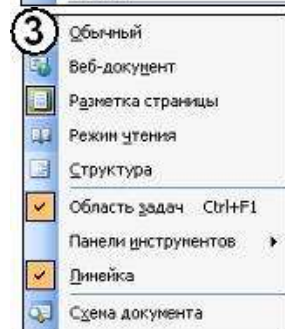 3
Обычный
Веб-документ
Разметка страницы
Режим чтения
Структура
Область задач Ctrl+F1
Панели инструментов
Линейка
Схема документа